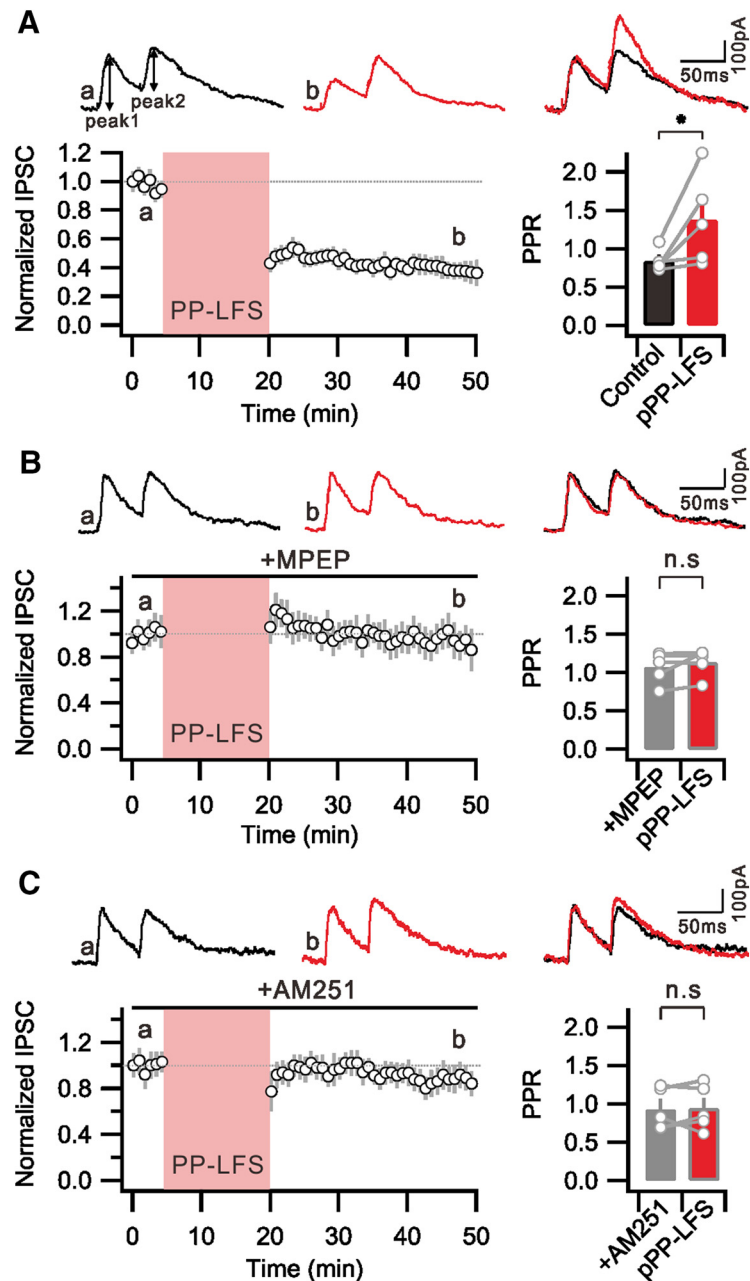 A
a
peak1
peak2
b
50ms
100pA
Normalized IPSC
1.2
1.0
0.8
0.6
0.4
0.2
0.0
a
PP-LFS
b
0 10 20 30 40 50
Time (min)
*
PPR
2.0
1.5
1.0
0.5
0.0
Control
pPP-LFS
B
a
b
50ms
100pA
+MPEP
Normalized IPSC
1.2
0.8
0.4
0.0
a
PP-LFS
b
0 10 20 30 40 50
Time (min)
n.s
PPR
2.0
1.5
1.0
0.5
0.0
+MPEP
pPP-LFS
C
a
b
50ms
100pA
+AM251
Normalized IPSC
1.2
0.8
0.4
0.0
a
PP-LFS
b
0 10 20 30 40 50
Time (min)
n.s
PPR
2.0
1.5
1.0
0.5
0.0
+AM251
pPP-LFS